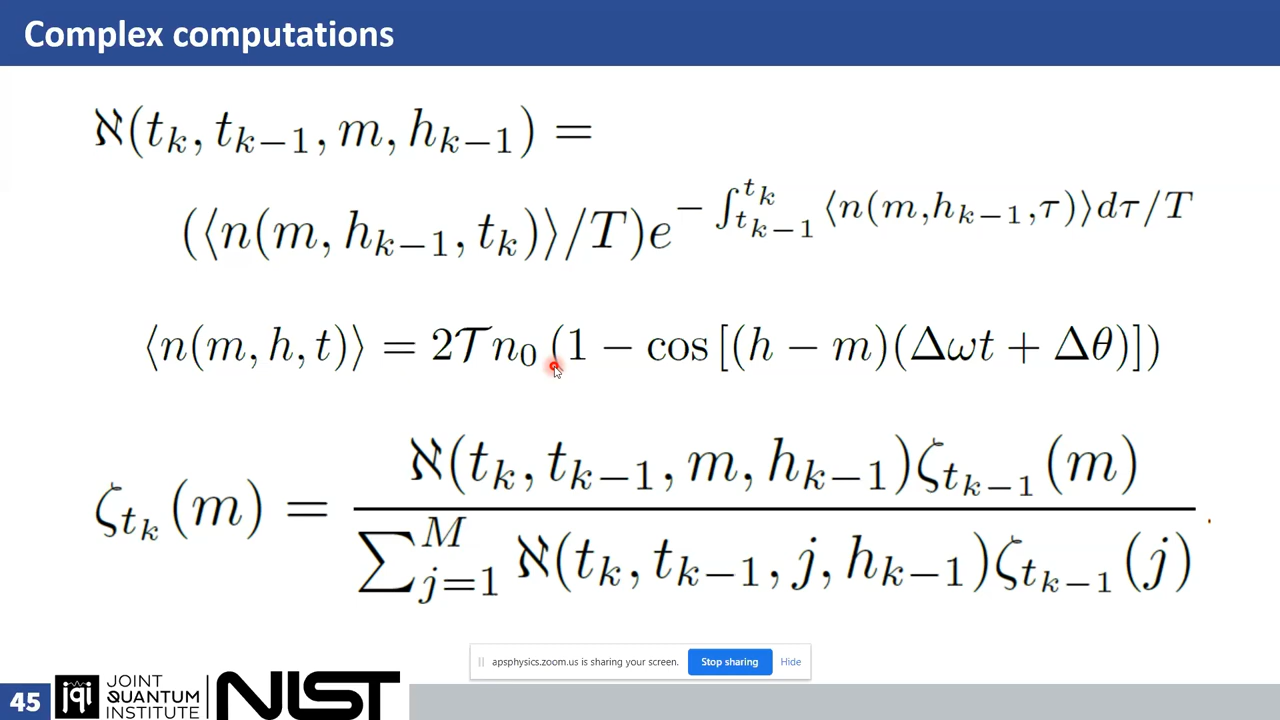 Complex computations
ℵ(t_k, t_{k−1}, m, h_{k−1}) =
(⟨n(m, h_{k−1}, t_k)⟩/T)e^{− ∫_{t_{k−1}}^{t_k} ⟨n(m,h_{k−1},τ)⟩dτ/T}
⟨n(m, h, t)⟩ = 2𝒯n_0 (1 − cos [(h − m)(Δωt + Δθ)])
ζ_{t_k}(m) = \frac{ℵ(t_k, t_{k−1}, m, h_{k−1})ζ_{t_{k−1}}(m)}{∑_{j=1}^{M} ℵ(t_k, t_{k−1}, j, h_{k−1})ζ_{t_{k−1}}(j)}.
apsphysics.zoom.us is sharing your screen. Stop sharing Hide
45
jqi
JOINT
QUANTUM
INSTITUTE
NIST